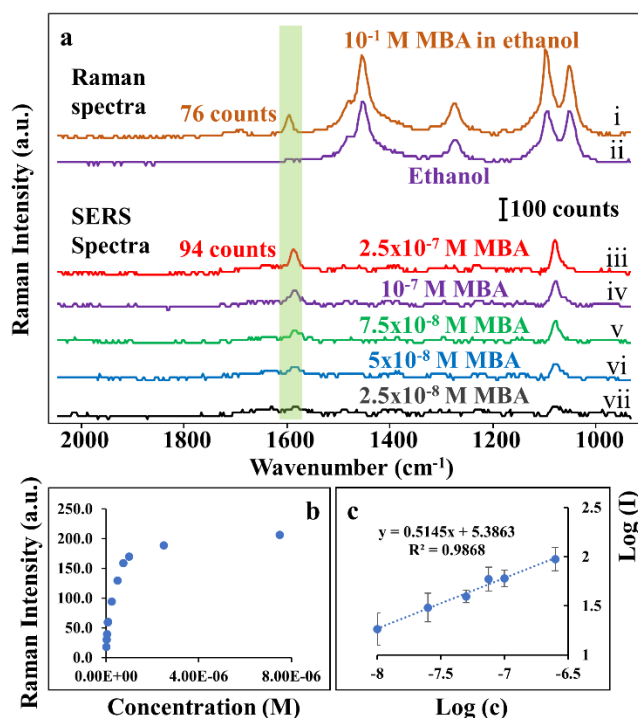 a
10⁻¹ M MBA in ethanol
Raman
spectra
76 counts
i
ii
Ethanol
100 counts
SERS
Spectra
94 counts
2.5x10⁻⁷ M MBA
iii
10⁻⁷ M MBA
iv
7.5x10⁻⁸ M MBA
v
5x10⁻⁸ M MBA
vi
2.5x10⁻⁸ M MBA
vii
Raman Intensity (a.u.)
2000 1800 1600 1400 1200 1000
Wavenumber (cm⁻¹)
b
250.0
200.0
150.0
100.0
50.0
0.0
0.00E+00 4.00E-06 8.00E-06
Raman Intensity (a.u.)
Concentration (M)
c
y = 0.5145x + 5.3863
R² = 0.9868
2.5
2
1.5
1
Log (I)
-8 -7.5 -7 -6.5
Log (c)